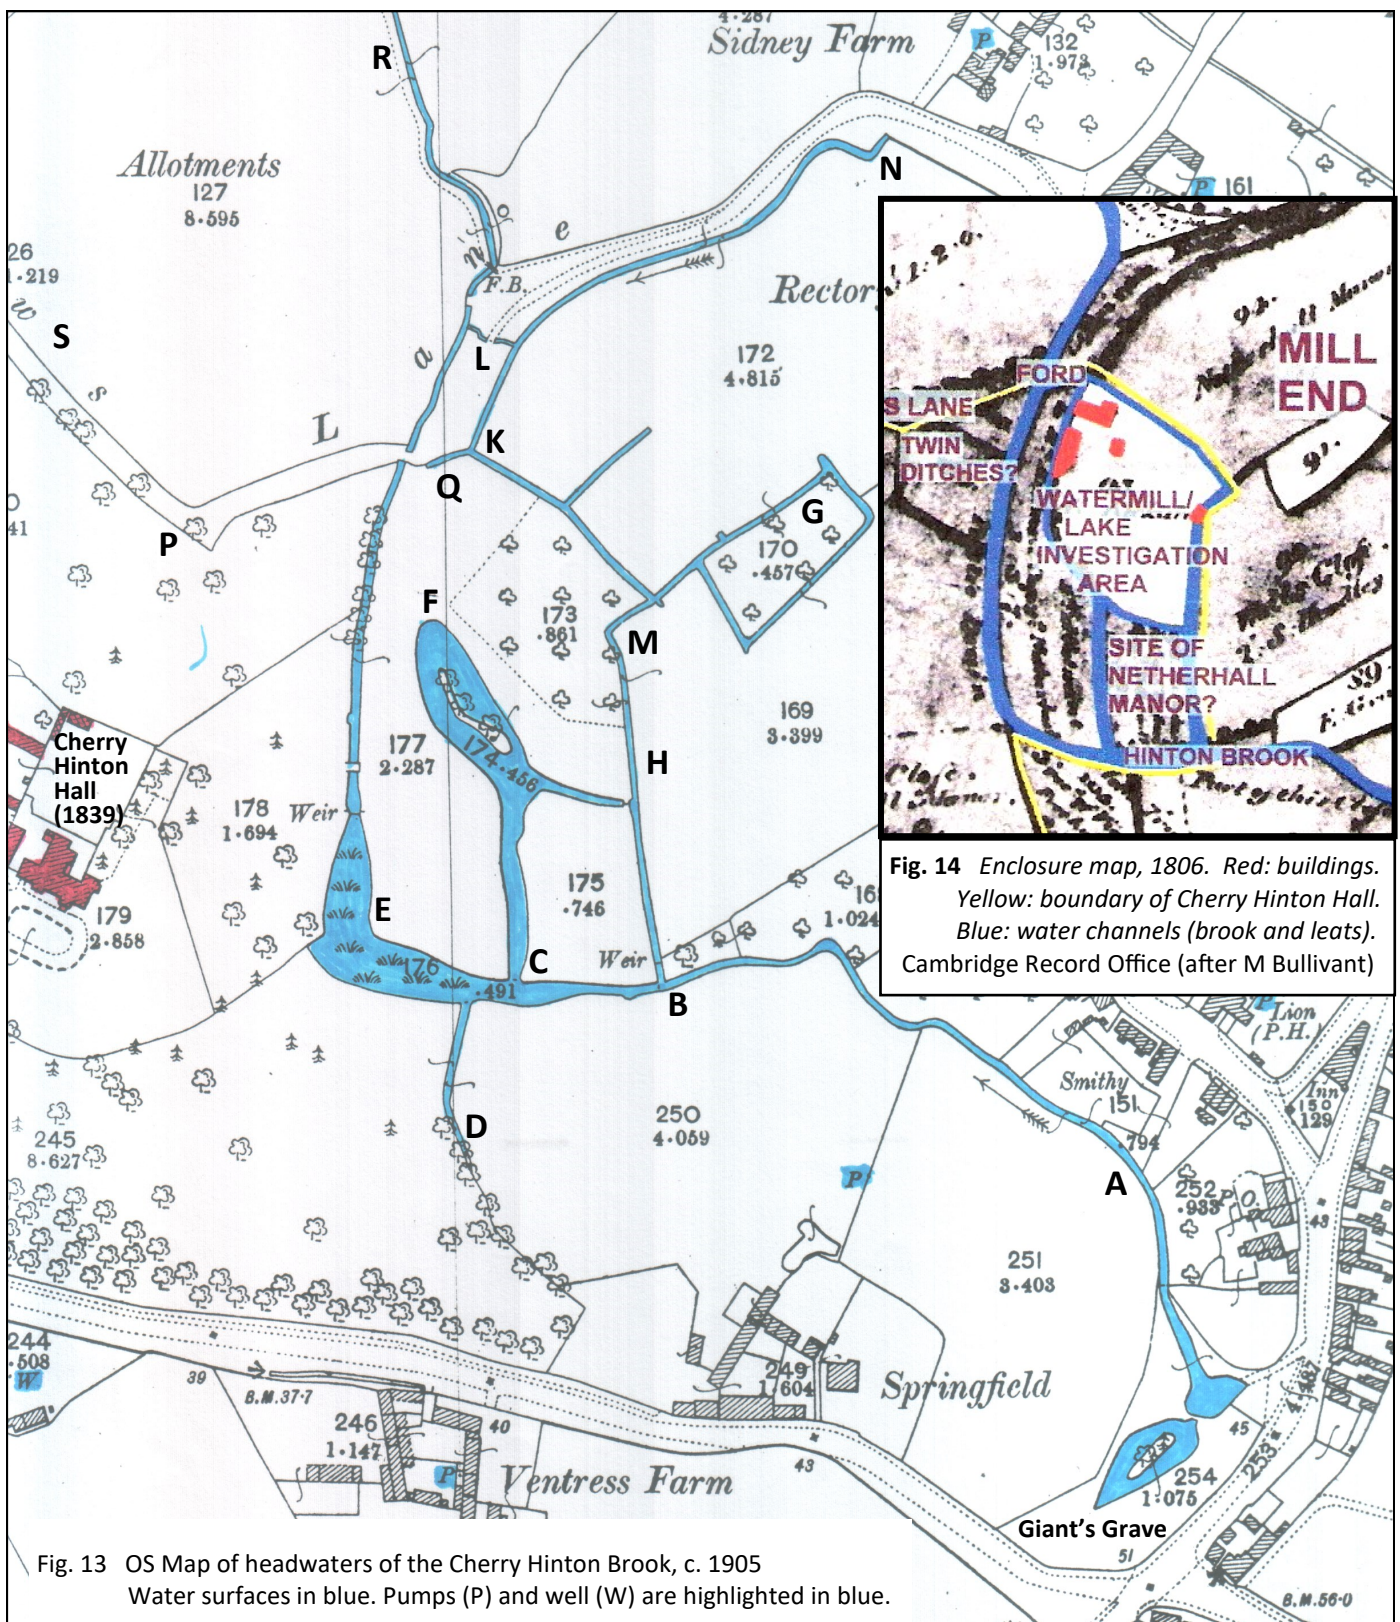 4·287
Sidney Farm
P
132
1·973
R
Allotments
127
8·595
N
P
161
e
n
o
F.B.
26
1·219
w
S
s
Rector
172
4·815
L
a
L
K
Q
P
G
170
·457
F
173
·861
M
169
3·399
Cherry
Hinton
Hall
(1839)
177
2·287
174·456
H
178
1·694
Weir
179
2·858
E
175
·746
C
Weir
176
·491
B
16
1·024
P
Lion
(P.H.)
Smithy
151
·794
Inn
150
·129
A
D
250
4·059
P
245
8·627
252
·933
P.O.
43
251
3·403
244
·508
W
39
B.M.37·7
246
1·147
P
40
Ventress Farm
249
1·604
Springfield
43
45
253
254
1·075
Giant's Grave
51
B.M.56·0
MILL
END
FORD
S LANE
TWIN
DITCHES?
WATERMILL/
LAKE
INVESTIGATION
AREA
SITE OF
NETHERHALL
MANOR?
HINTON BROOK
94.
91.
Fig. 14 Enclosure map, 1806. Red: buildings.
Yellow: boundary of Cherry Hinton Hall.
Blue: water channels (brook and leats).
Cambridge Record Office (after M Bullivant)
Fig. 13 OS Map of headwaters of the Cherry Hinton Brook, c. 1905
Water surfaces in blue. Pumps (P) and well (W) are highlighted in blue.